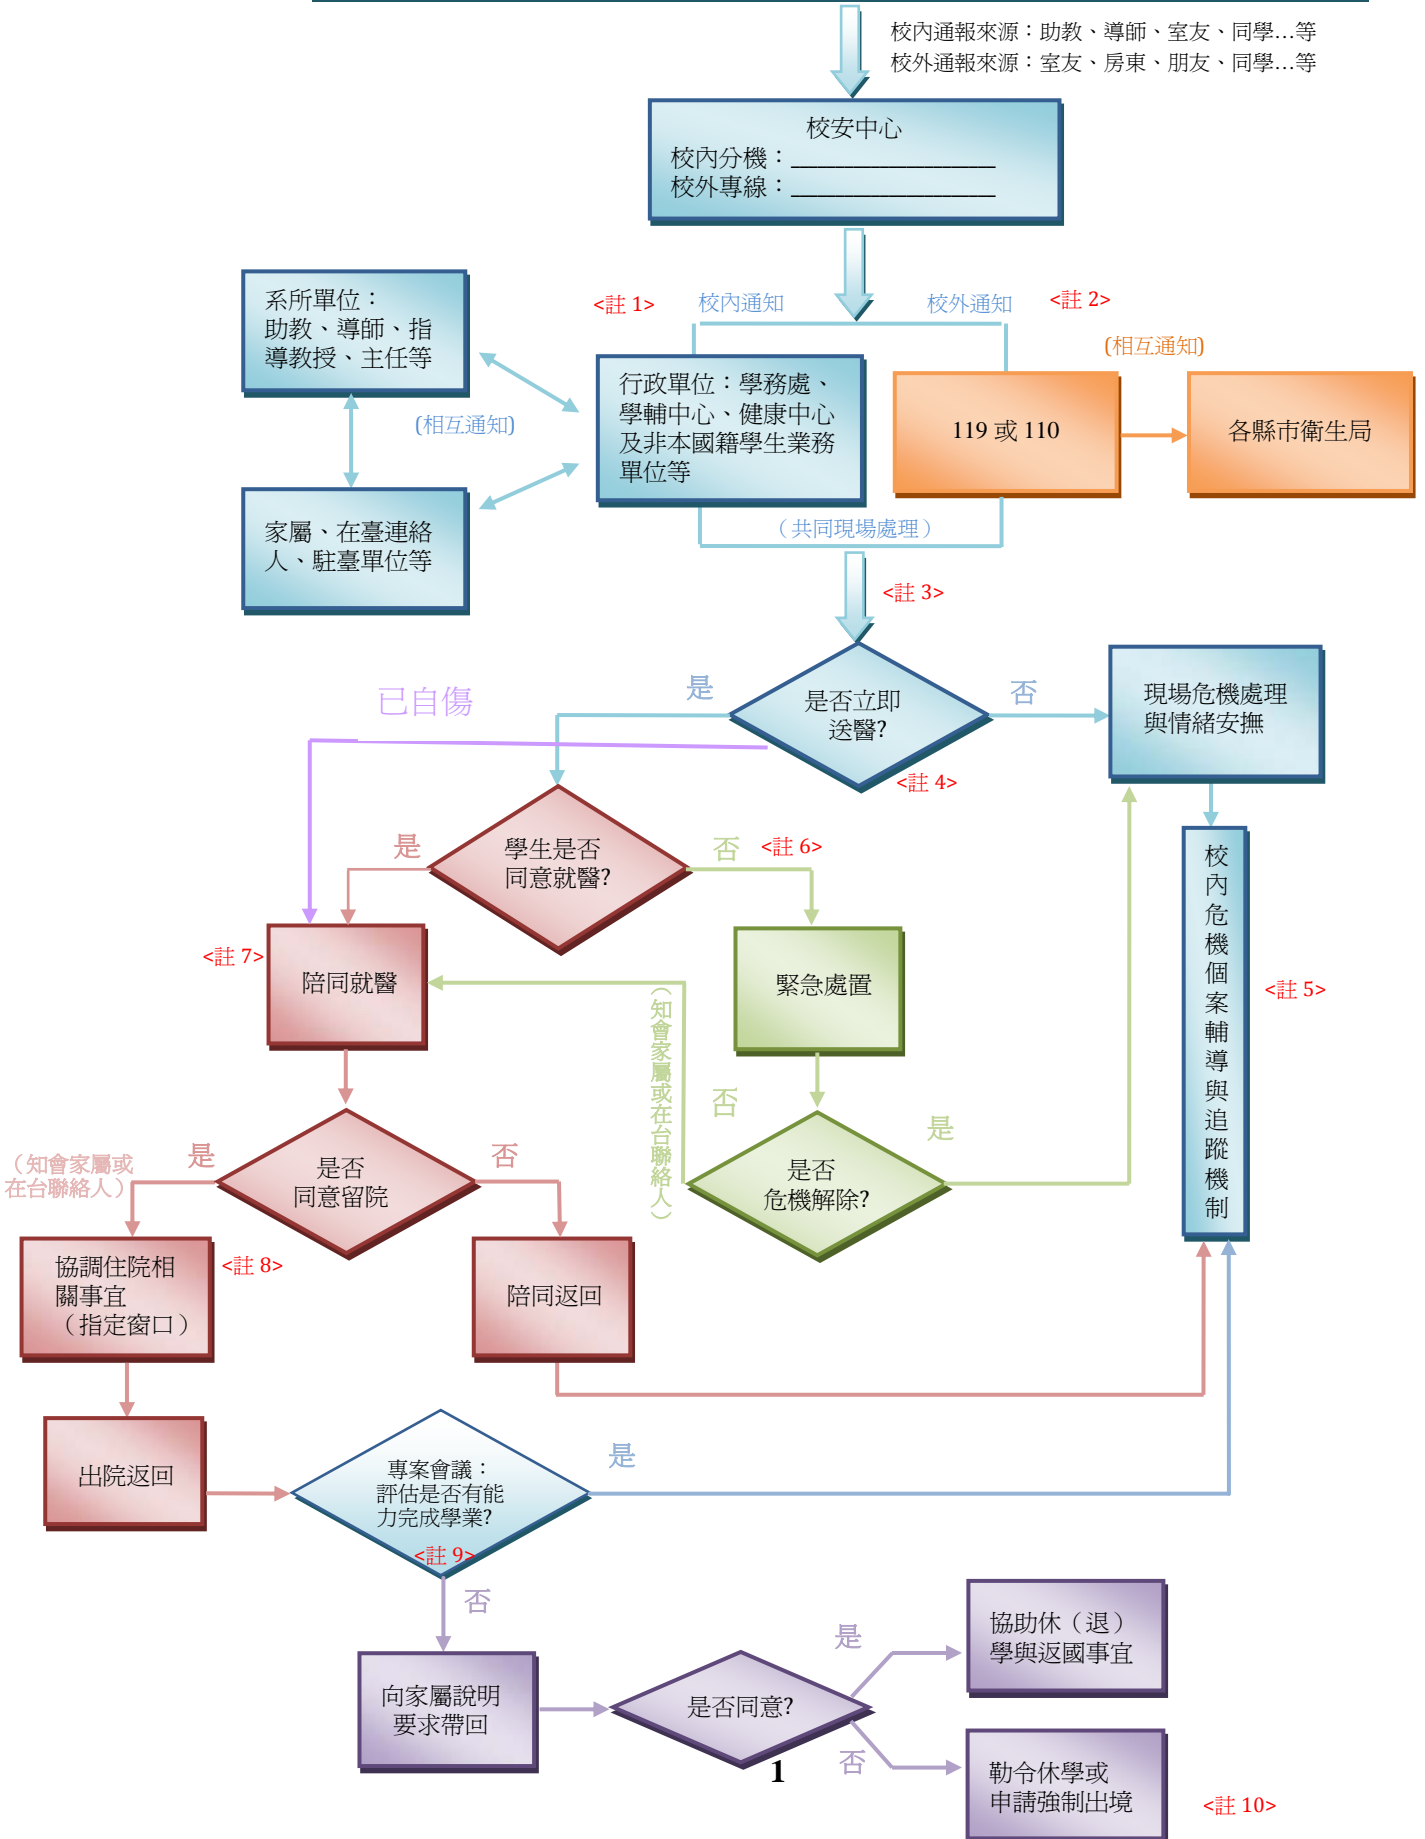 校內通報來源：助教、導師、室友、同學…等
校外通報來源：室友、房東、朋友、同學…等
校安中心
校內分機：___________________
校外專線：___________________
系所單位：
助教、導師、指
導教授、主任等
<註 1>
校內通知
校外通知
<註 2>
(相互通知)
(相互通知)
行政單位：學務處、
學輔中心、健康中心
及非本國籍學生業務
單位等
119 或 110
各縣市衛生局
家屬、在臺連絡
人、駐臺單位等
（共同現場處理）
<註 3>
已自傷
是
是否立即
送醫?
否
<註 4>
現場危機處理
與情緒安撫
是
學生是否
同意就醫?
否
<註 6>
校內危機個案輔導與追蹤機制
<註 5>
<註 7>
陪同就醫
（知會家屬或在台聯絡人）
緊急處置
否
是否
危機解除?
是
（知會家屬或
在台聯絡人）
是
是否
同意留院
否
協調住院相
關事宜
（指定窗口）
<註 8>
陪同返回
出院返回
專案會議：
評估是否有能
力完成學業?
<註 9>
是
否
向家屬說明
要求帶回
是否同意?
是
協助休（退）
學與返國事宜
否
勒令休學或
申請強制出境
<註 10>
1